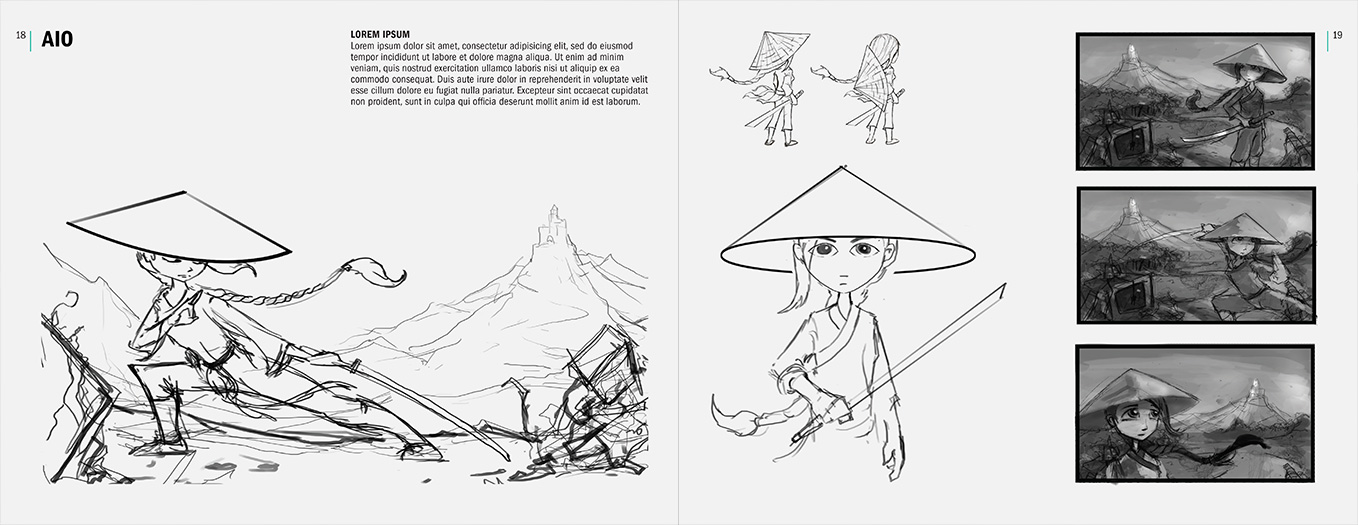 18
AIO
LOREM IPSUM
Lorem ipsum dolor sit amet, consectetur adipisicing elit, sed do eiusmod
tempor incididunt ut labore et dolore magna aliqua. Ut enim ad minim
veniam, quis nostrud exercitation ullamco laboris nisi ut aliquip ex ea
commodo consequat. Duis aute irure dolor in reprehenderit in voluptate velit
esse cillum dolore eu fugiat nulla pariatur. Excepteur sint occaecat cupidatat
non proident, sunt in culpa qui officia deserunt mollit anim id est laborum.
19